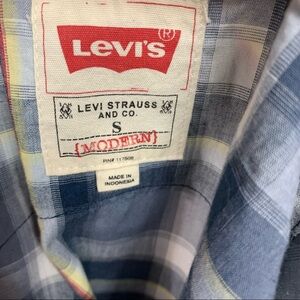 LEVI'S
®
LEVI STRAUSS
AND CO.
S
{MODERN}
MADE IN
INDONESIA